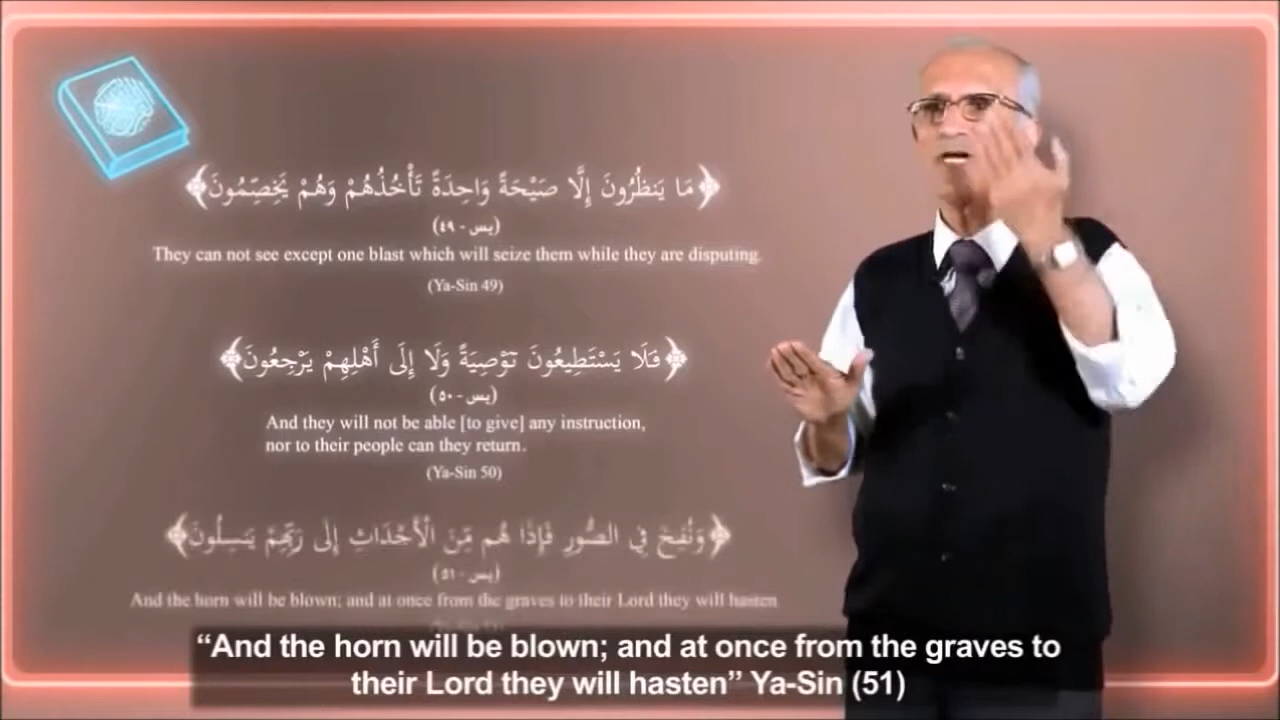 ﴿مَا يَنظُرُونَ إِلَّا صَيْحَةً وَاحِدَةً تَأْخُذُهُمْ وَهُمْ يَخِصِّمُونَ﴾
(يس - ٤٩)
They can not see except one blast which will seize them while they are disputing.
(Ya-Sin 49)
﴿فَلَا يَسْتَطِيعُونَ تَوْصِيَةً وَلَا إِلَى أَهْلِهِمْ يَرْجِعُونَ﴾
(يس - ٥٠)
And they will not be able [to give] any instruction,
nor to their people can they return.
(Ya-Sin 50)
﴿وَنُفِخَ فِي الصُّورِ فَإِذَا هُم مِّنَ الْأَجْدَاثِ إِلَى رَبِّهِمْ يَنسِلُونَ﴾
(يس - ٥١)
And the horn will be blown; and at once from the graves to their Lord they will hasten
“And the horn will be blown; and at once from the graves to
their Lord they will hasten” Ya-Sin (51)